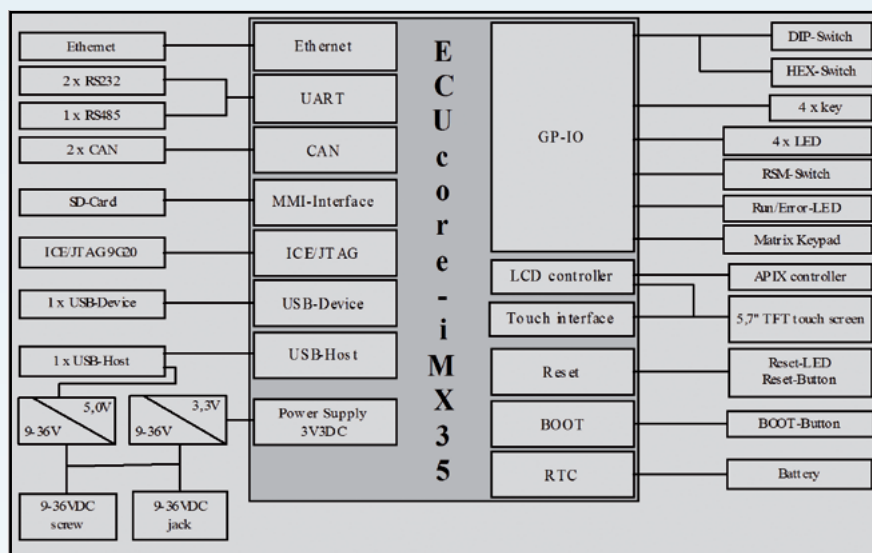 Ethernet
2 x RS232
1 x RS485
2 x CAN
SD-Card
ICE/JTAG 9G20
1 x USB-Device
1 x USB-Host
5,0V
9-36V
3,3V
9-36V
9-36VDC
screw
9-36VDC
jack
Ethernet
UART
CAN
MMI-Interface
ICE/JTAG
USB-Device
USB-Host
Power Supply
3V3DC
ECUcore-iMX35
GP-IO
LCD controller
Touch interface
Reset
BOOT
RTC
DIP-Switch
HEX-Switch
4 x key
4 x LED
RSM-Switch
Run/Error-LED
Matrix Keypad
APIX controller
5,7" TFT touch screen
Reset-LED
Reset-Button
BOOT-Button
Battery